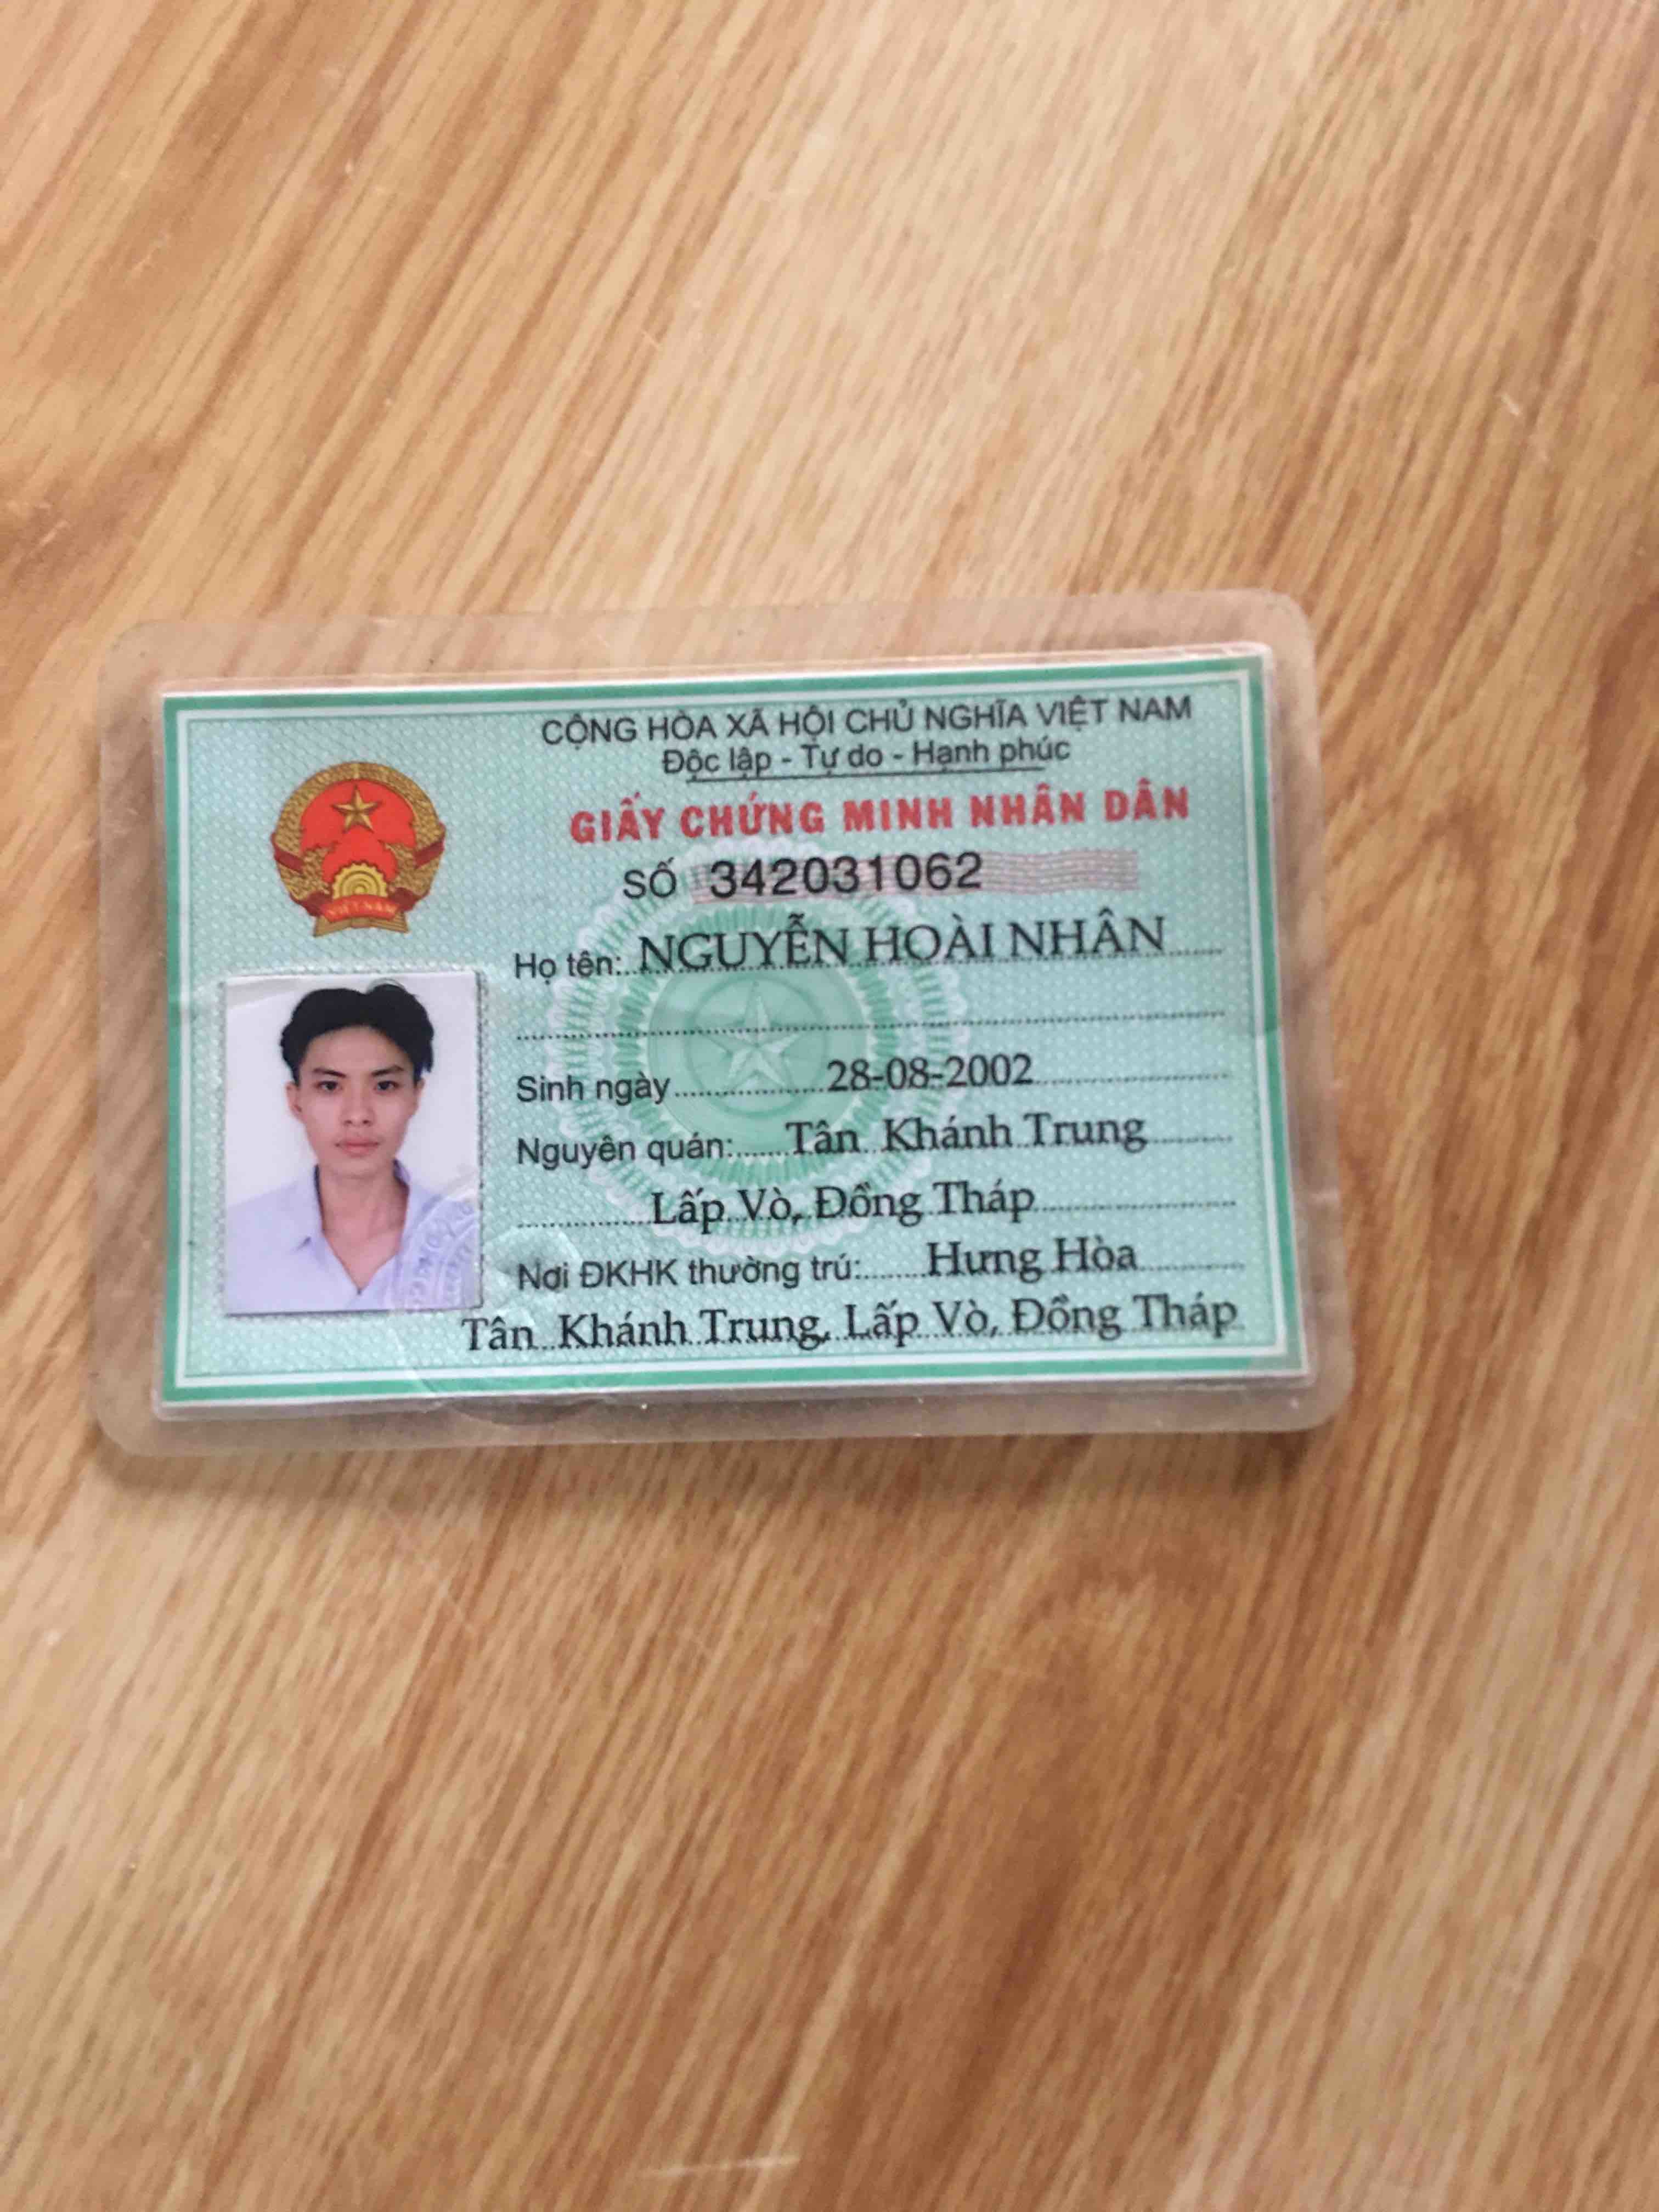 CỘNG HÒA XÃ HỘI CHỦ NGHĨA VIỆT NAM
Độc lập - Tự do - Hạnh phúc
GIẤY CHỨNG MINH NHÂN DÂN
SỐ 342031062
VIỆT NAM
Họ tên: NGUYỄN HOÀI NHÂN
Sinh ngày 28-08-2002
Nguyên quán: Tân Khánh Trung
Lấp Vò, Đồng Tháp
Nơi ĐKHK thường trú: Hưng Hòa
Tân Khánh Trung, Lấp Vò, Đồng Tháp